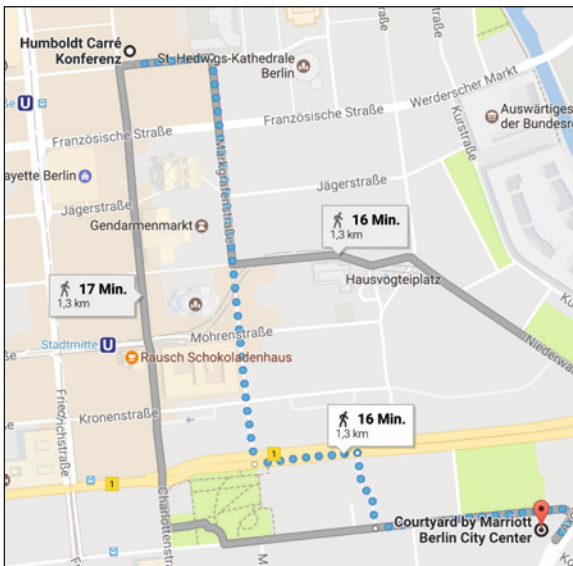 Humboldt Carré
Konferenz
St-Hedwigs-Kathedrale
Berlin
Werderscher Markt
Auswärtiges
der Bundesre
Französische Straße
Französische Straße
Kurstraße
Markgrafenstraße
ayette Berlin
Jägerstraße
Jägerstraße
Gendarmenmarkt
16 Min.
1,3 km
17 Min.
1,3 km
Hausvogteiplatz
Mohrenstraße
Stadtmitte
Rausch Schokoladenhaus
Niederwa
Kronenstraße
Friedrichstraße
16 Min.
1,3 km
1
1
Charlottenstr
M
Courtyard by Marriott
Berlin City Center